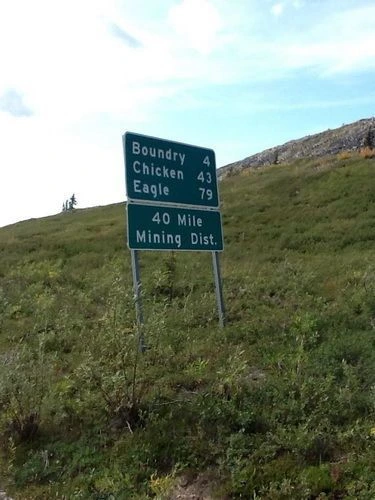 Boundry 4
Chicken 43
Eagle 79
40 Mile
Mining Dist.